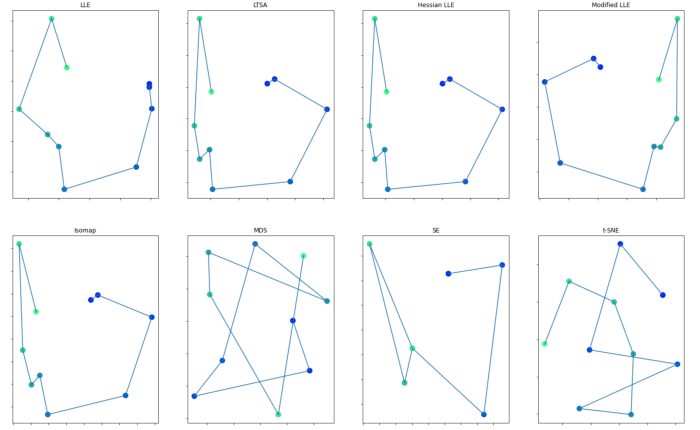 LLE
LTSA
Hessian LLE
Modified LLE
Isomap
MDS
SE
t-SNE